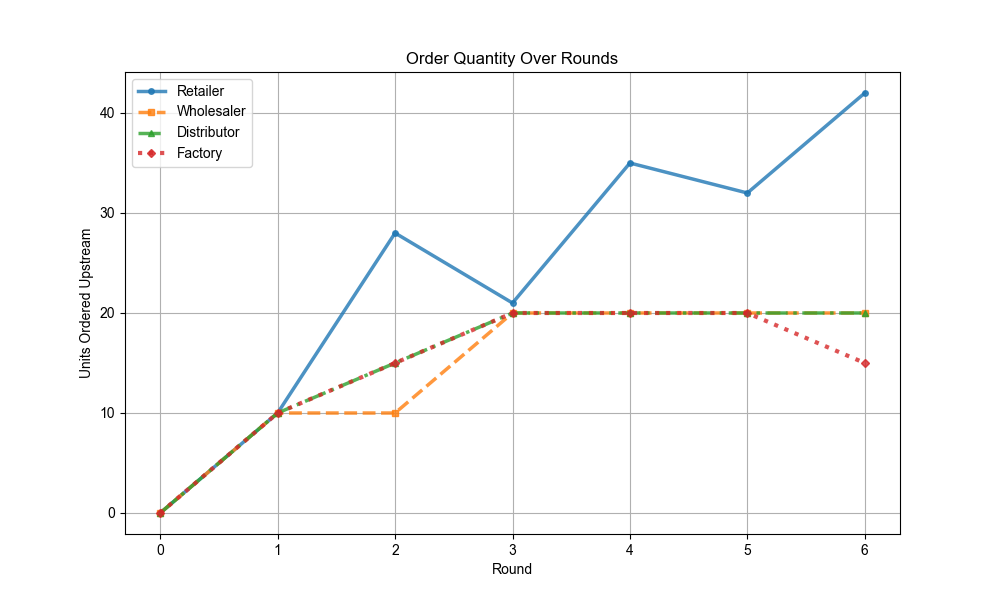 Order Quantity Over Rounds
Retailer
Wholesaler
Distributor
Factory
Units Ordered Upstream
40
30
20
10
0
0 1 2 3 4 5 6
Round